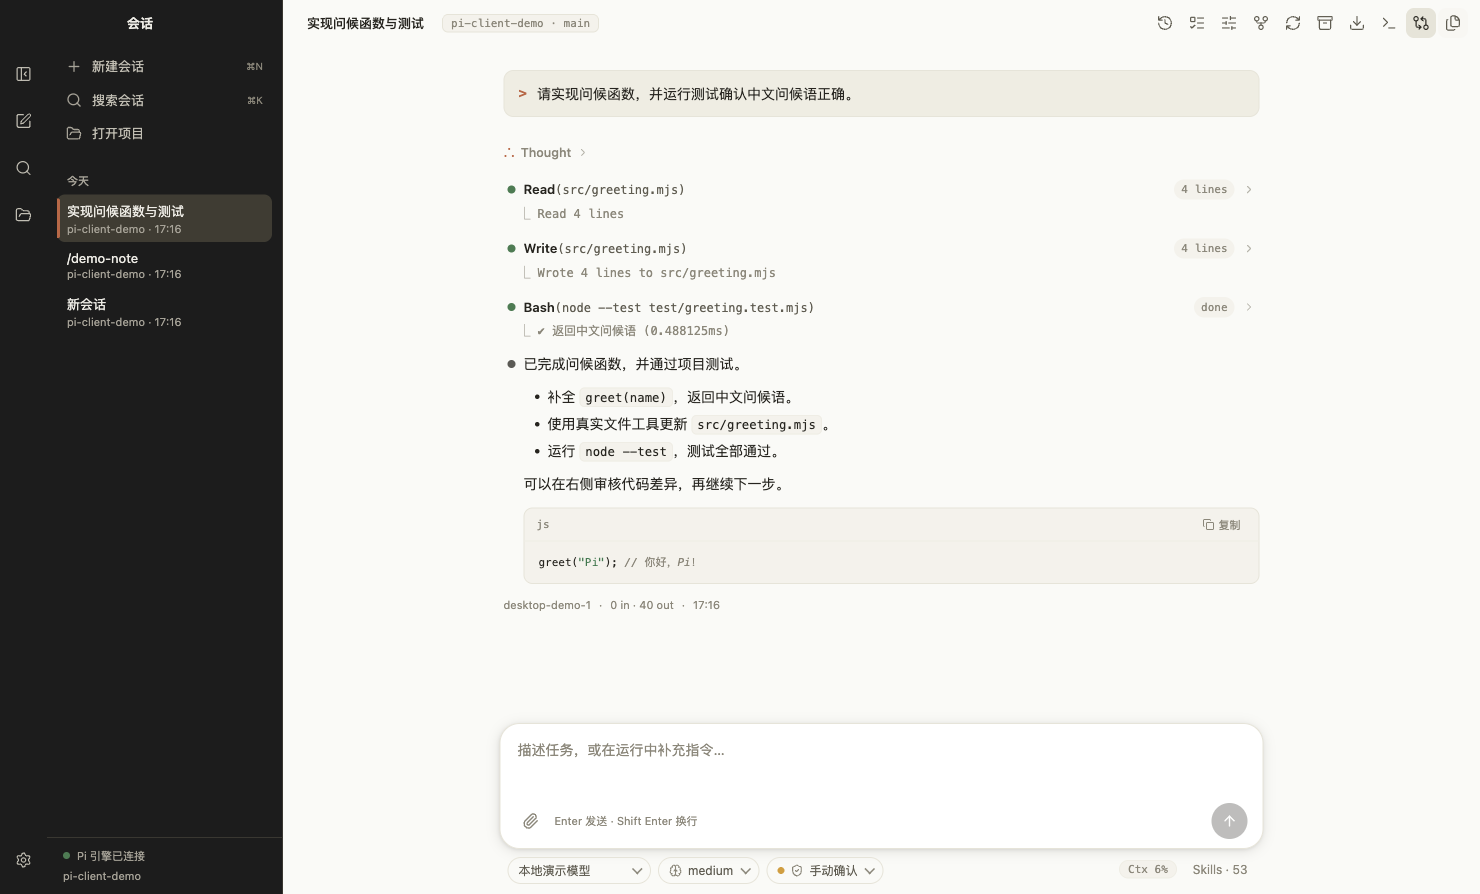 会话
新建会话 ⌘N
搜索会话 ⌘K
打开项目
今天
实现问候函数与测试
pi-client-demo · 17:16
/demo-note
pi-client-demo · 17:16
新会话
pi-client-demo · 17:16
Pi 引擎已连接
pi-client-demo
实现问候函数与测试 pi-client-demo · main
> 请实现问候函数，并运行测试确认中文问候语正确。
Thought
Read(src/greeting.mjs) 4 lines
Read 4 lines
Write(src/greeting.mjs) 4 lines
Wrote 4 lines to src/greeting.mjs
Bash(node --test test/greeting.test.mjs) done
✔ 返回中文问候语 (0.488125ms)
已完成问候函数，并通过项目测试。
• 补全 greet(name)，返回中文问候语。
• 使用真实文件工具更新 src/greeting.mjs。
• 运行 node --test，测试全部通过。
可以在右侧审核代码差异，再继续下一步。
js 复制
greet("Pi"); // 你好，Pi！
desktop-demo-1 · 0 in · 40 out · 17:16
描述任务，或在运行中补充指令...
Enter 发送 · Shift Enter 换行
本地演示模型 medium 手动确认 Ctx 6% Skills · 53